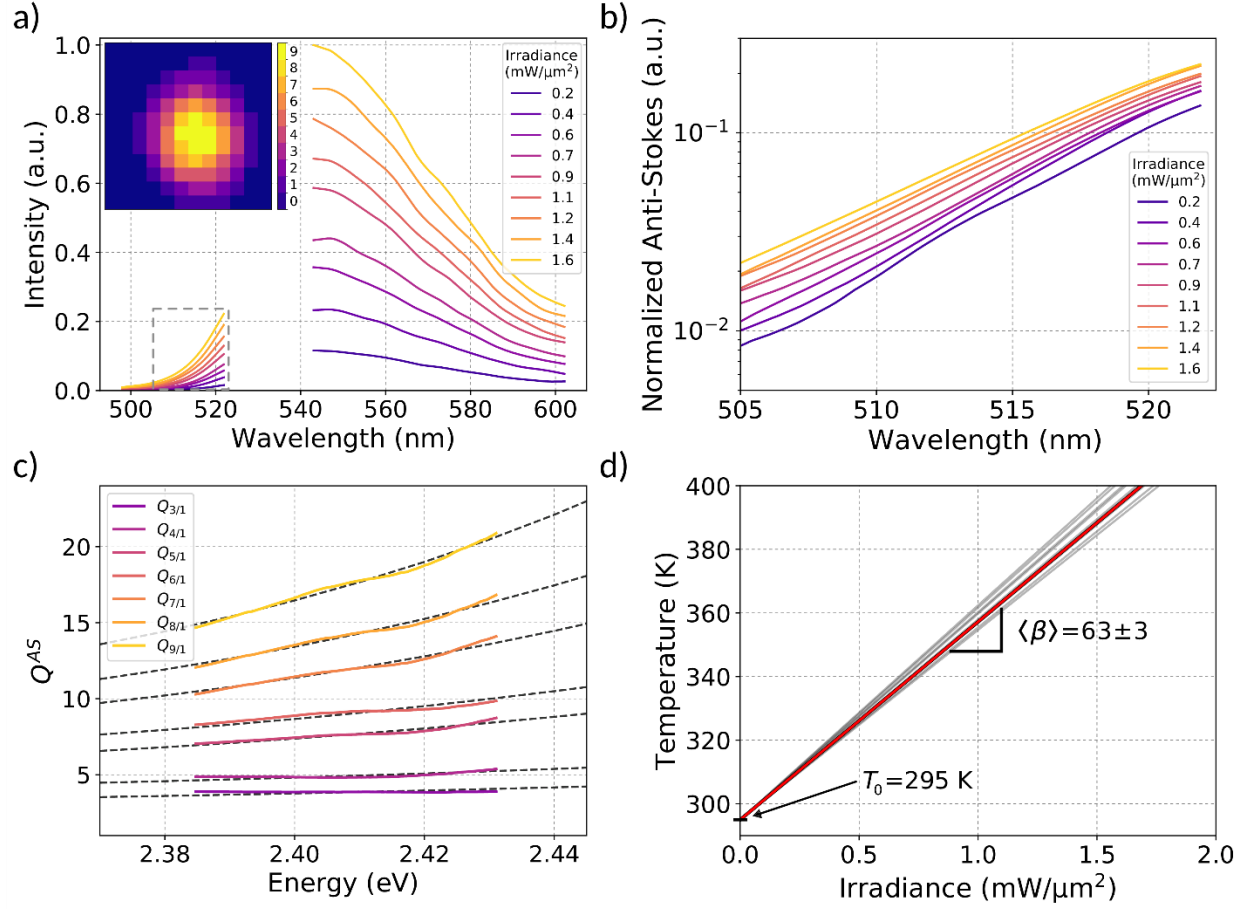 a)
Intensity (a.u.)
1.0
0.8
0.6
0.4
0.2
0.0
9
8
7
6
5
4
3
2
1
0
Irradiance
(mW/μm²)
0.2
0.4
0.6
0.7
0.9
1.1
1.2
1.4
1.6
500 520 540 560 580 600
Wavelength (nm)
b)
Normalized Anti-Stokes (a.u.)
10⁻¹
10⁻²
Irradiance
(mW/μm²)
0.2
0.4
0.6
0.7
0.9
1.1
1.2
1.4
1.6
505 510 515 520
Wavelength (nm)
c)
Q^AS
20
15
10
5
Q3/1
Q4/1
Q5/1
Q6/1
Q7/1
Q8/1
Q9/1
2.38 2.40 2.42 2.44
Energy (eV)
d)
Temperature (K)
400
380
360
340
320
300
⟨β⟩=63±3
T₀=295 K
0.0 0.5 1.0 1.5 2.0
Irradiance (mW/μm²)